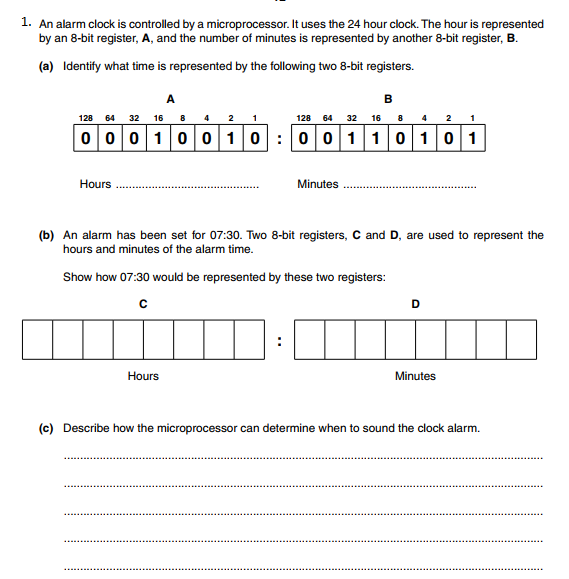 1. An alarm clock is controlled by a microprocessor. It uses the 24 hour clock. The hour is represented
by an 8-bit register, A, and the number of minutes is represented by another 8-bit register, B.
(a) Identify what time is represented by the following two 8-bit registers.
A B
128 64 32 16 8 4 2 1 128 64 32 16 8 4 2 1
0 0 0 1 0 0 1 0 : 0 0 1 1 0 1 0 1
Hours ............................................ Minutes .........................................
(b) An alarm has been set for 07:30. Two 8-bit registers, C and D, are used to represent the
hours and minutes of the alarm time.
Show how 07:30 would be represented by these two registers:
C D
:
Hours Minutes
(c) Describe how the microprocessor can determine when to sound the clock alarm.